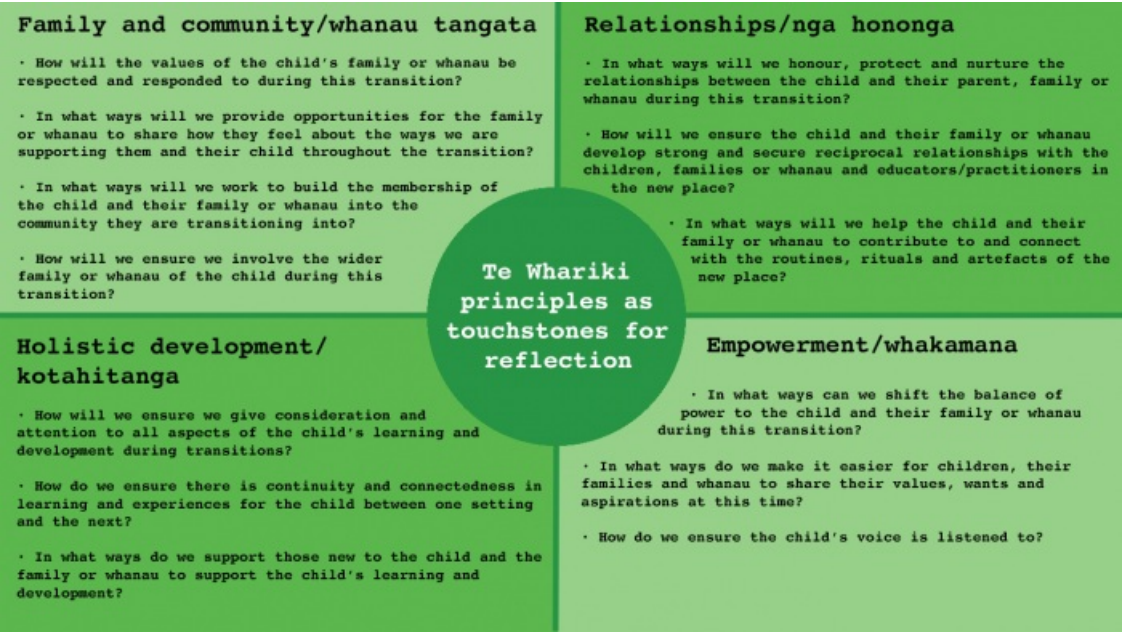 Family and community/whanau tangata
· How will the values of the child's family or whanau be
respected and responded to during this transition?
· In what ways will we provide opportunities for the family
or whanau to share how they feel about the ways we are
supporting them and their child throughout the transition?
· In what ways will we work to build the membership of
the child and their family or whanau into the
community they are transitioning into?
· How will we ensure we involve the wider
family or whanau of the child during this
transition?
Relationships/nga hononga
· In what ways will we honour, protect and nurture the
relationships between the child and their parent, family or
whanau during this transition?
· How will we ensure the child and their family or whanau
develop strong and secure reciprocal relationships with the
children, families or whanau and educators/practitioners in
the new place?
· In what ways will we help the child and their
family or whanau to contribute to and connect
with the routines, rituals and artefacts of the
new place?
Te Whariki
principles as
touchstones for
reflection
Holistic development/
kotahitanga
· How will we ensure we give consideration and
attention to all aspects of the child's learning and
development during transitions?
· How do we ensure there is continuity and connectedness in
learning and experiences for the child between one setting
and the next?
· In what ways do we support those new to the child and the
family or whanau to support the child's learning and
development?
Empowerment/whakamana
· In what ways can we shift the balance of
power to the child and their family or whanau
during this transition?
· In what ways do we make it easier for children, their
families and whanau to share their values, wants and
aspirations at this time?
· How do we ensure the child's voice is listened to?